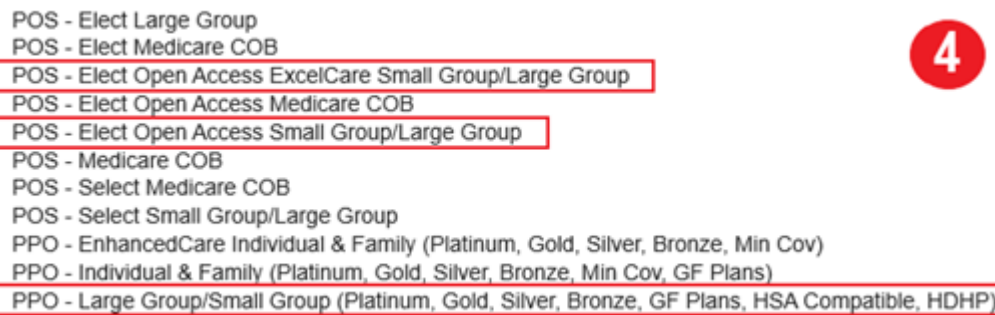 POS - Elect Large Group
POS - Elect Medicare COB
POS - Elect Open Access ExcelCare Small Group/Large Group
POS - Elect Open Access Medicare COB
POS - Elect Open Access Small Group/Large Group
POS - Medicare COB
POS - Select Medicare COB
POS - Select Small Group/Large Group
PPO - EnhancedCare Individual & Family (Platinum, Gold, Silver, Bronze, Min Cov)
PPO - Individual & Family (Platinum, Gold, Silver, Bronze, Min Cov, GF Plans)
PPO - Large Group/Small Group (Platinum, Gold, Silver, Bronze, GF Plans, HSA Compatible, HDHP)
4